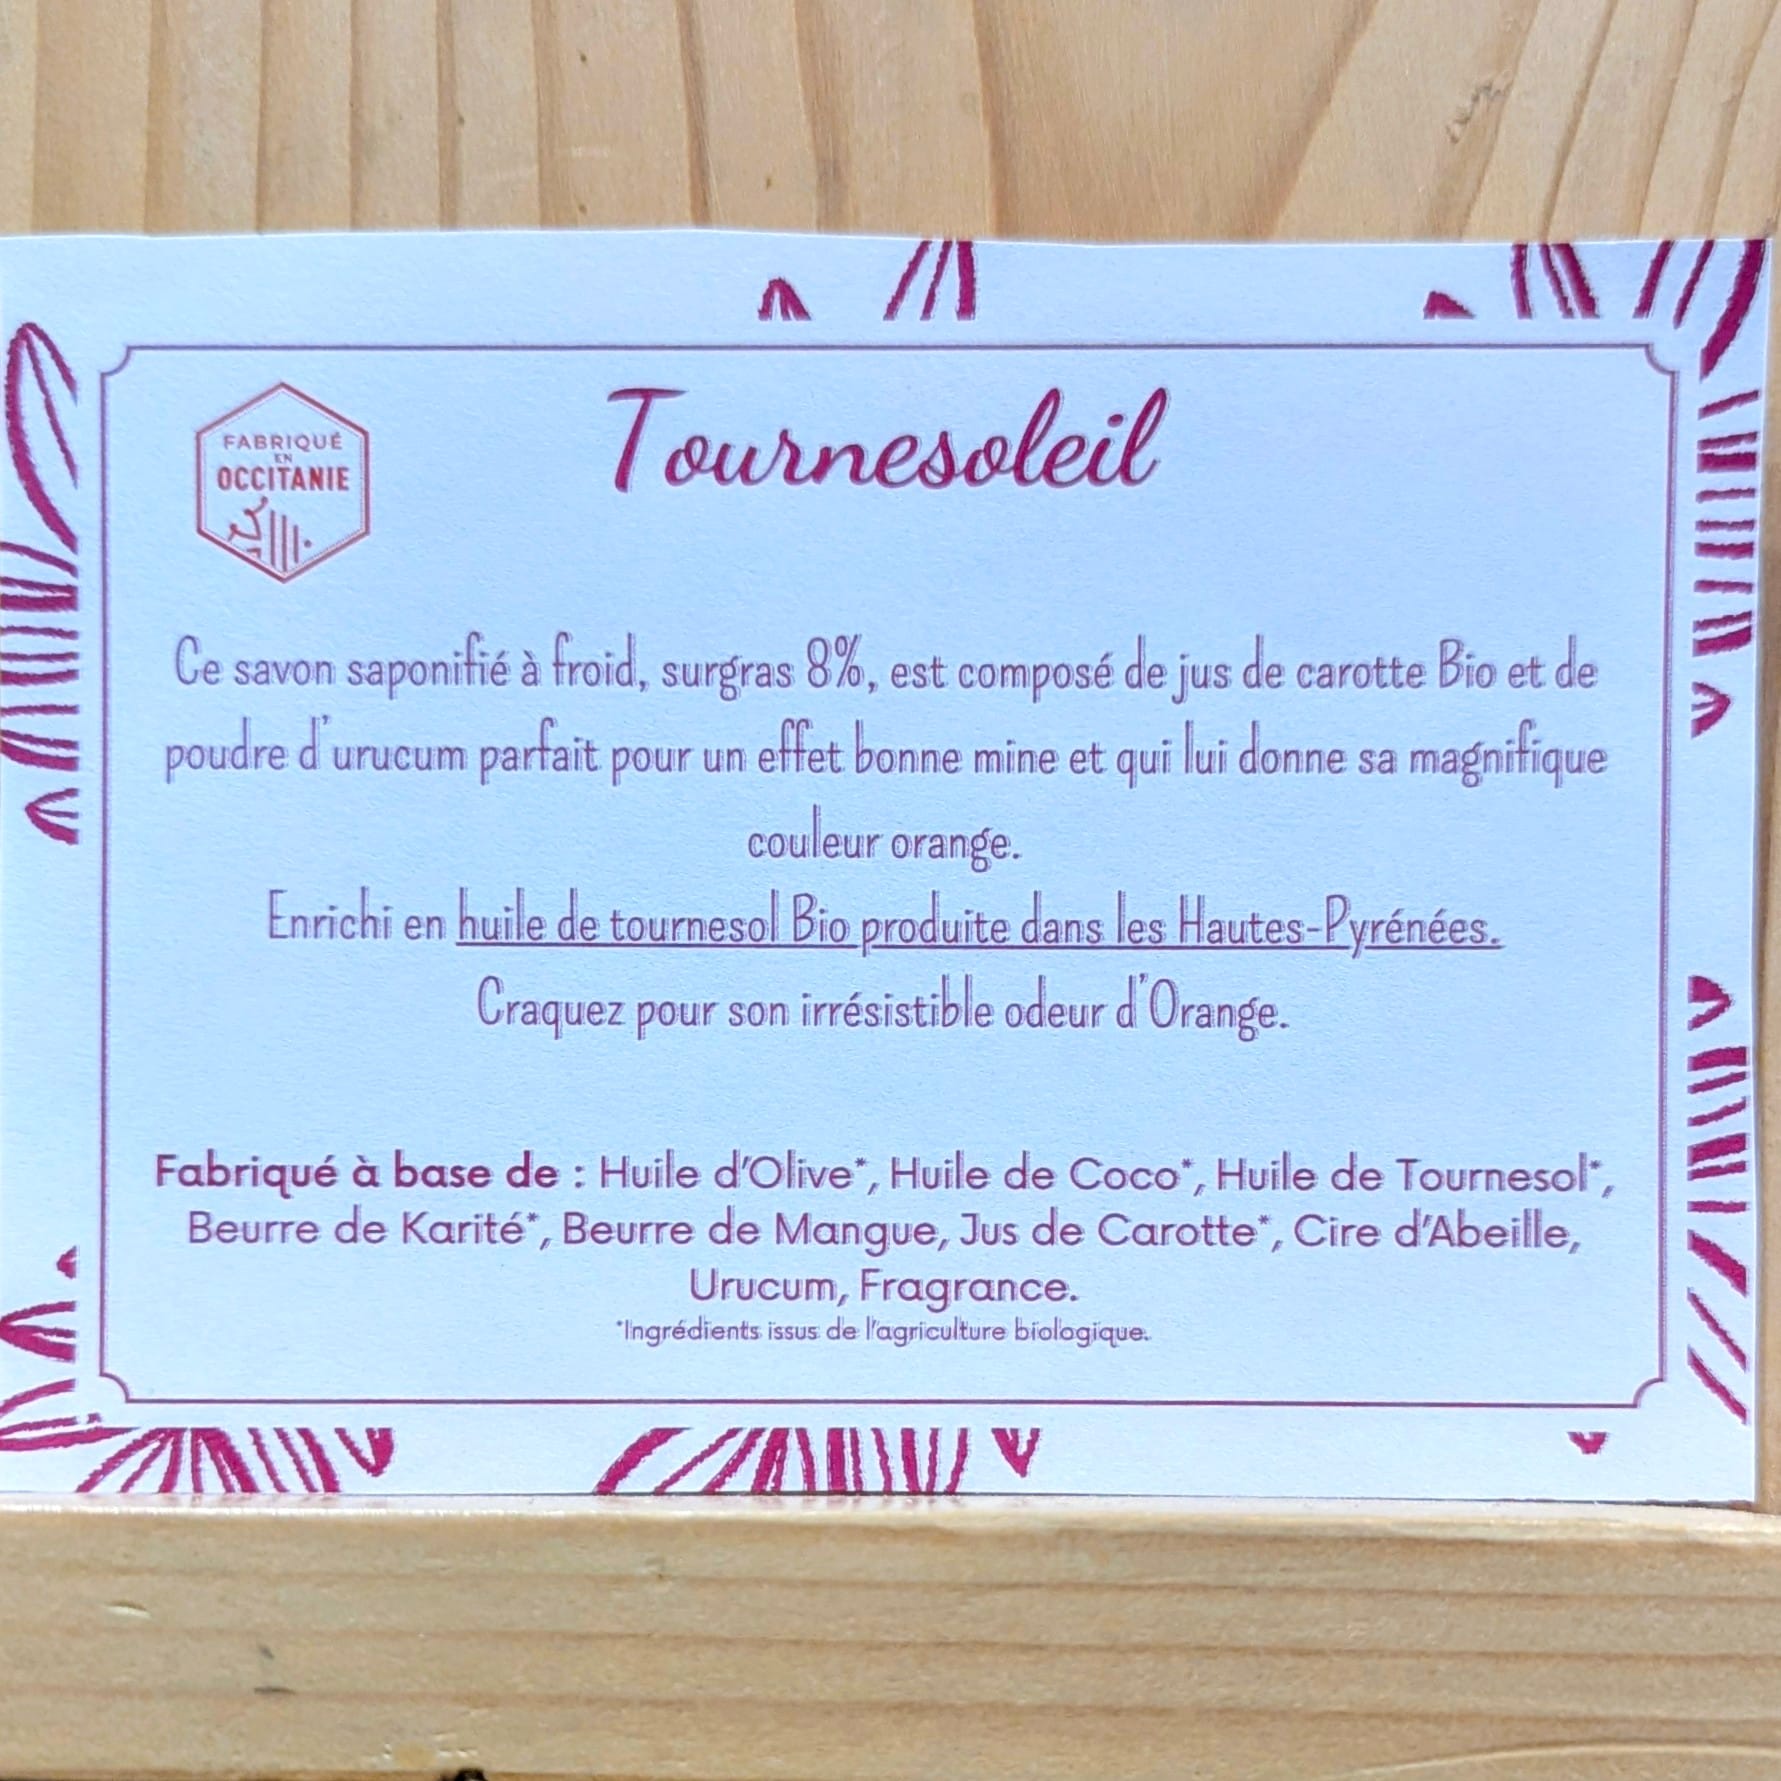 FABRIQUÉ
EN
OCCITANIE
Tournesoleil
Ce savon saponifié à froid, surgras 8%, est composé de jus de carotte Bio et de
poudre d'urucum parfait pour un effet bonne mine et qui lui donne sa magnifique
couleur orange.
Enrichi en huile de tournesol Bio produite dans les Hautes-Pyrénées.
Craquez pour son irrésistible odeur d'Orange.
Fabriqué à base de : Huile d'Olive*, Huile de Coco*, Huile de Tournesol*,
Beurre de Karité*, Beurre de Mangue, Jus de Carotte*, Cire d'Abeille,
Urucum, Fragrance.
*Ingrédients issus de l'agriculture biologique.